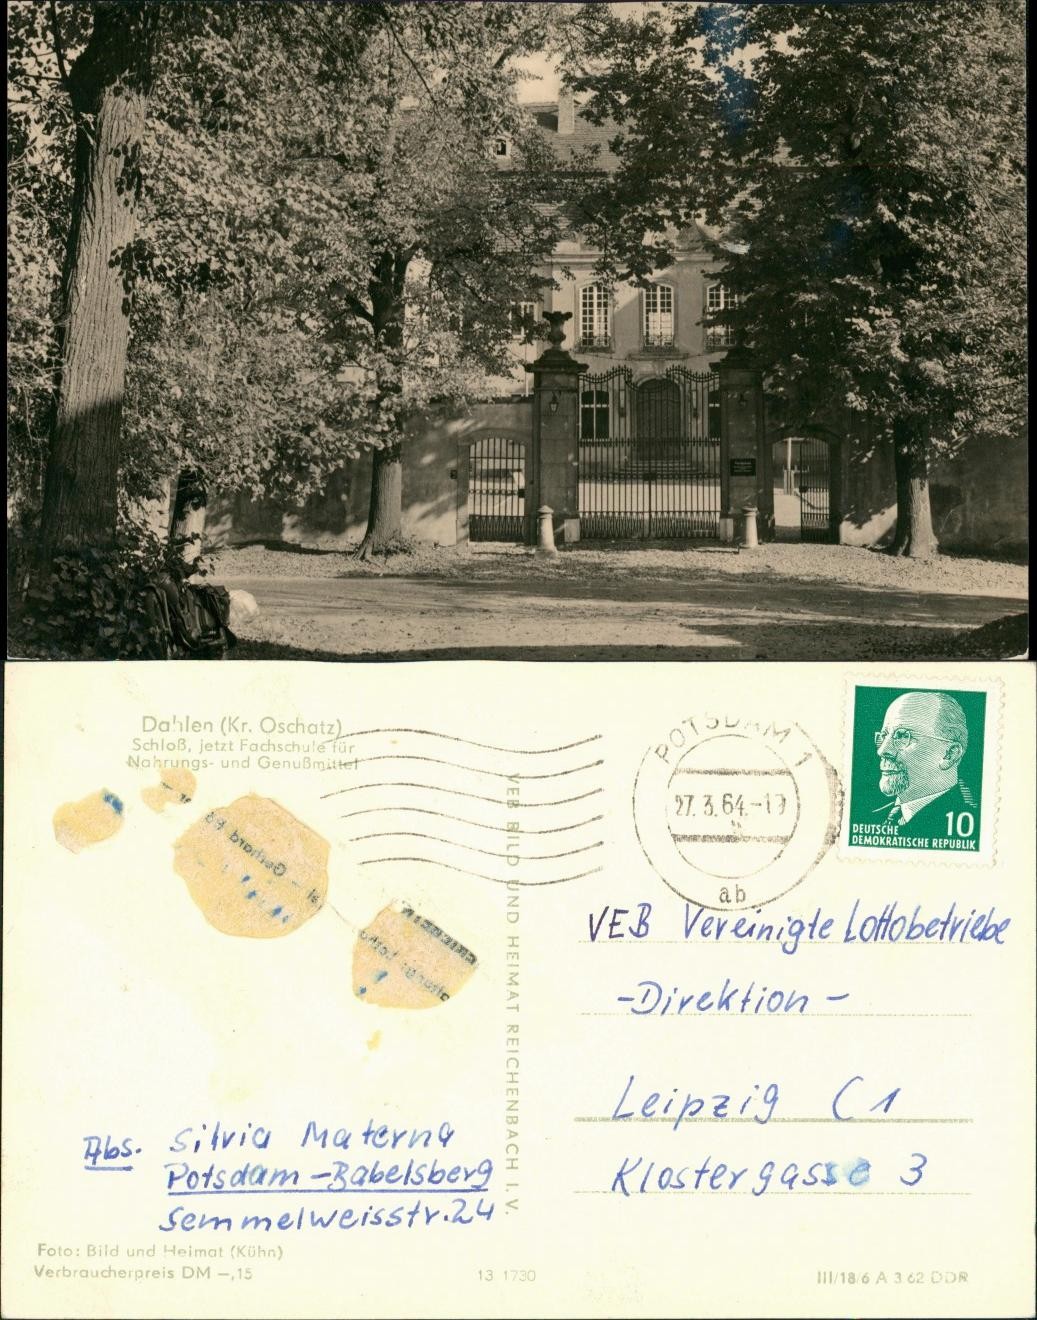 Dahlen (Kr. Oschatz)
Schloß, jetzt Fachschule für
Nahrungs- und Genußmittel
POTSDAM 1
27.3.64.-17
ab
10
DEUTSCHE
DEMOKRATISCHE REPUBLIK
Gerhard
VEB BILD UND HEIMAT REICHENBACH I. V.
VEB Vereinigte Lottobetriebe
-Direktion-
Leipzig C1
Klostergasse 3
Abs. Silvia Materna
Potsdam-Babelsberg
Semmelweisstr. 24
Foto: Bild und Heimat (Kühn)
Verbraucherpreis DM -,15
13 1730
III/18/6 A 3 62 DDR